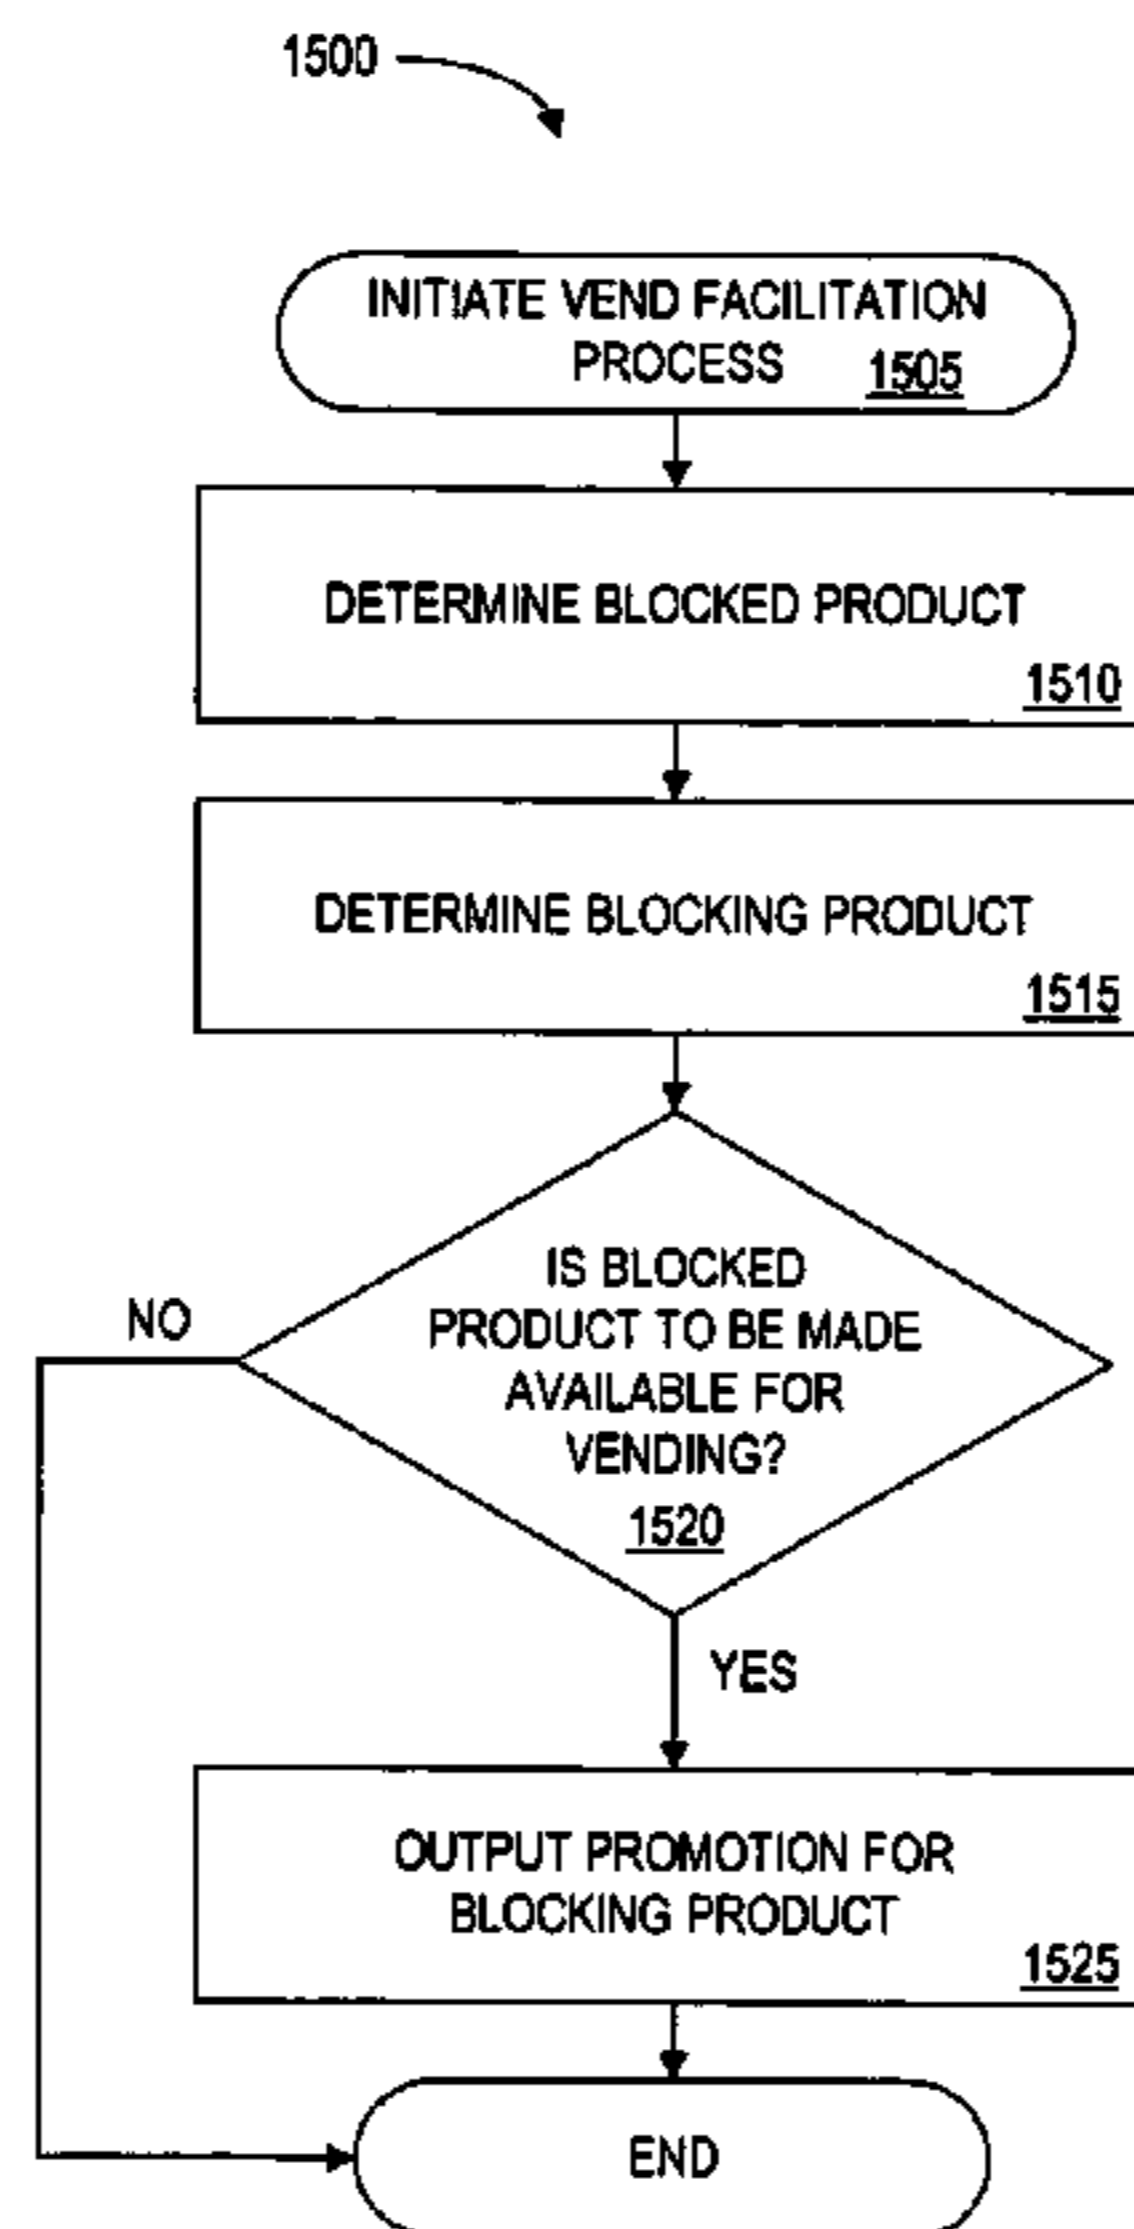 1500
INITIATE VEND FACILITATION
PROCESS 1505
DETERMINE BLOCKED PRODUCT
1510
DETERMINE BLOCKING PRODUCT
1515
IS BLOCKED
PRODUCT TO BE MADE
AVAILABLE FOR
VENDING?
1520
NO
YES
OUTPUT PROMOTION FOR
BLOCKING PRODUCT
1525
END